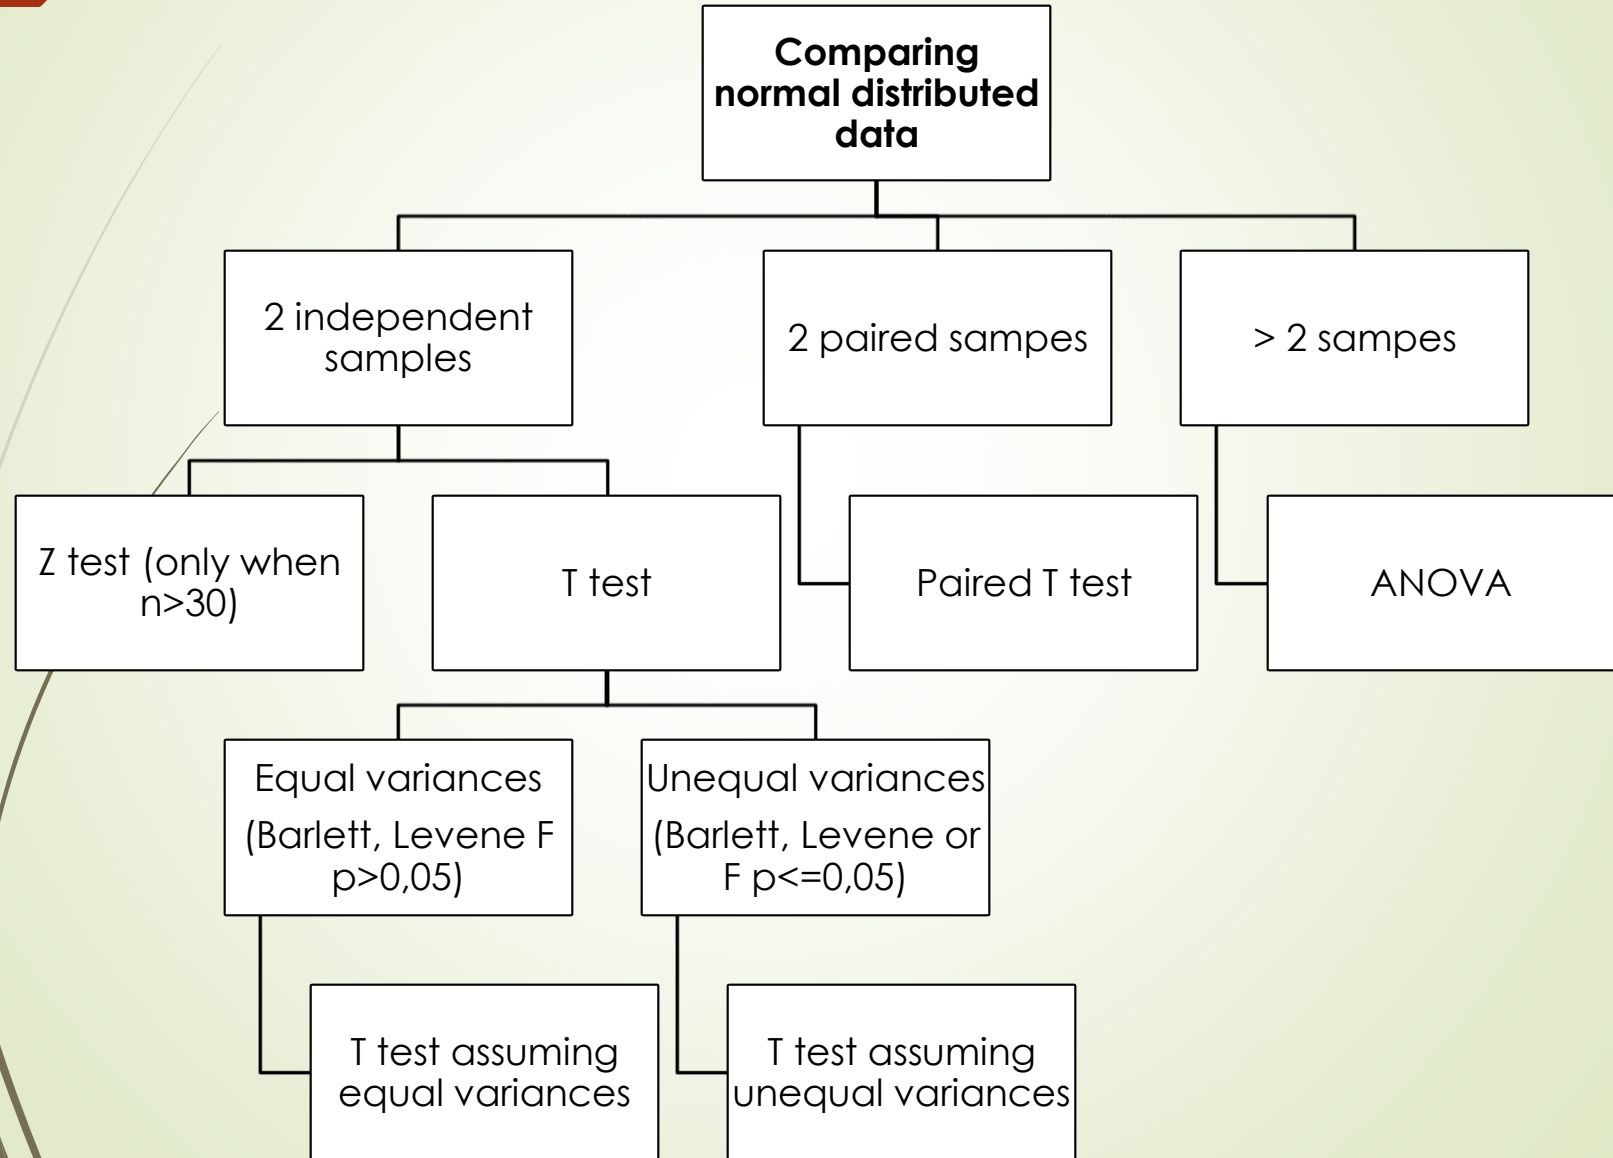 Comparing
normal distributed
data
2 independent
samples
2 paired sampes
> 2 sampes
Z test (only when
n>30)
T test
Paired T test
ANOVA
Equal variances
(Barlett, Levene F
p>0,05)
Unequal variances
(Barlett, Levene or
F p<=0,05)
T test assuming
equal variances
T test assuming
unequal variances